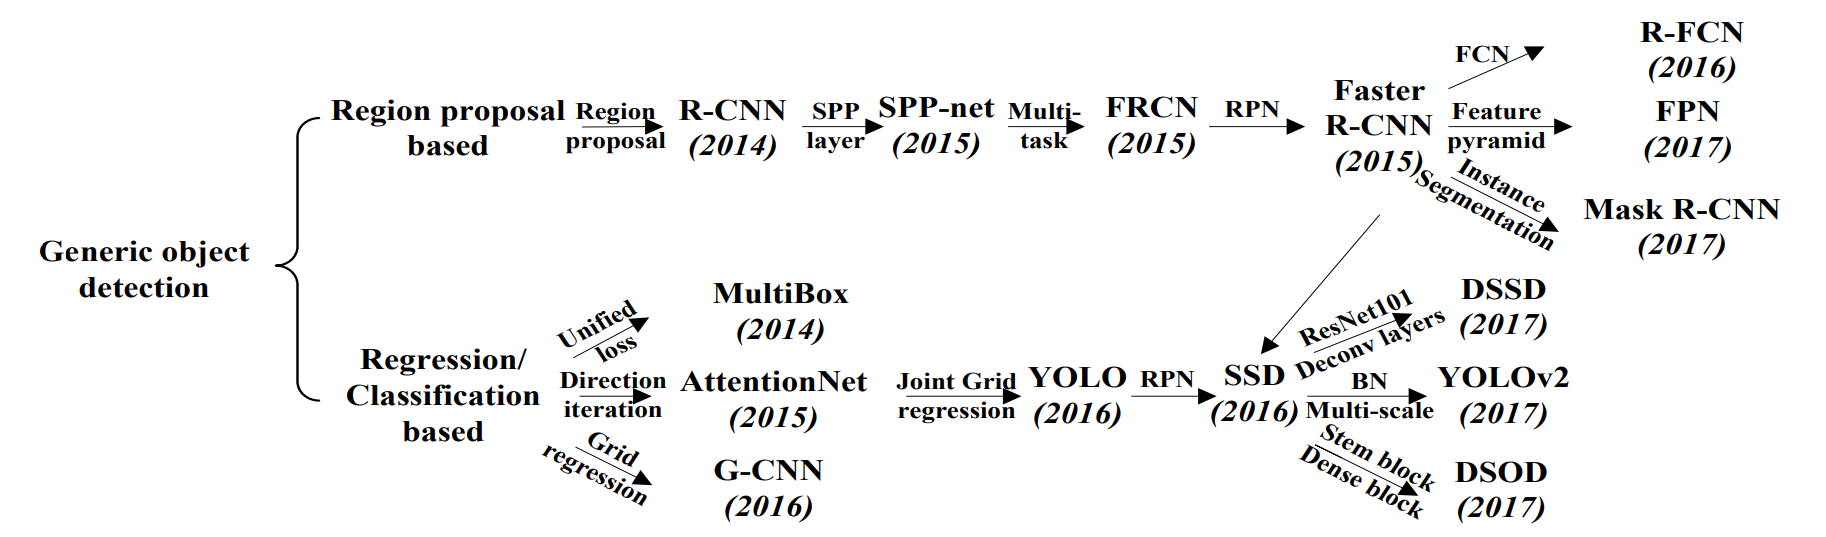 Generic object
detection
Region proposal
based
Region
proposal
R-CNN
(2014)
SPP
layer
SPP-net
(2015)
Multi-
task
FRCN
(2015)
RPN
Faster
R-CNN
(2015)
FCN
R-FCN
(2016)
Feature
pyramid
FPN
(2017)
Instance
Segmentation
Mask R-CNN
(2017)
Regression/
Classification
based
Unified
loss
MultiBox
(2014)
Direction
iteration
AttentionNet
(2015)
Grid
regression
G-CNN
(2016)
Joint Grid
regression
YOLO
(2016)
RPN
SSD
(2016)
ResNet101
Deconv layers
DSSD
(2017)
BN
Multi-scale
YOLOv2
(2017)
Stem block
Dense block
DSOD
(2017)